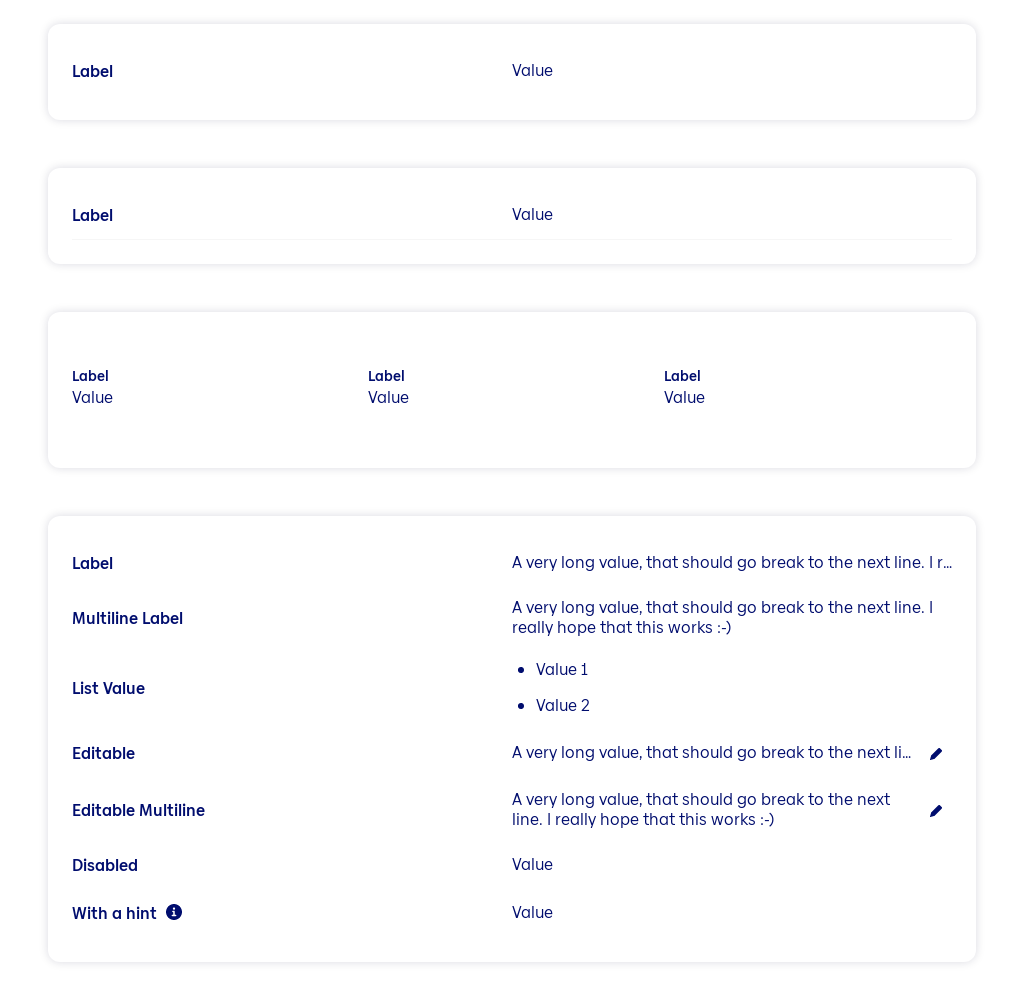 Label Value
Label Value
Label Label Label
Value Value Value
Label A very long value, that should go break to the next line. I r...
Multiline Label A very long value, that should go break to the next line. I
really hope that this works :-)
List Value
• Value 1
• Value 2
Editable A very long value, that should go break to the next li...
Editable Multiline A very long value, that should go break to the next
line. I really hope that this works :-)
Disabled Value
With a hint Value